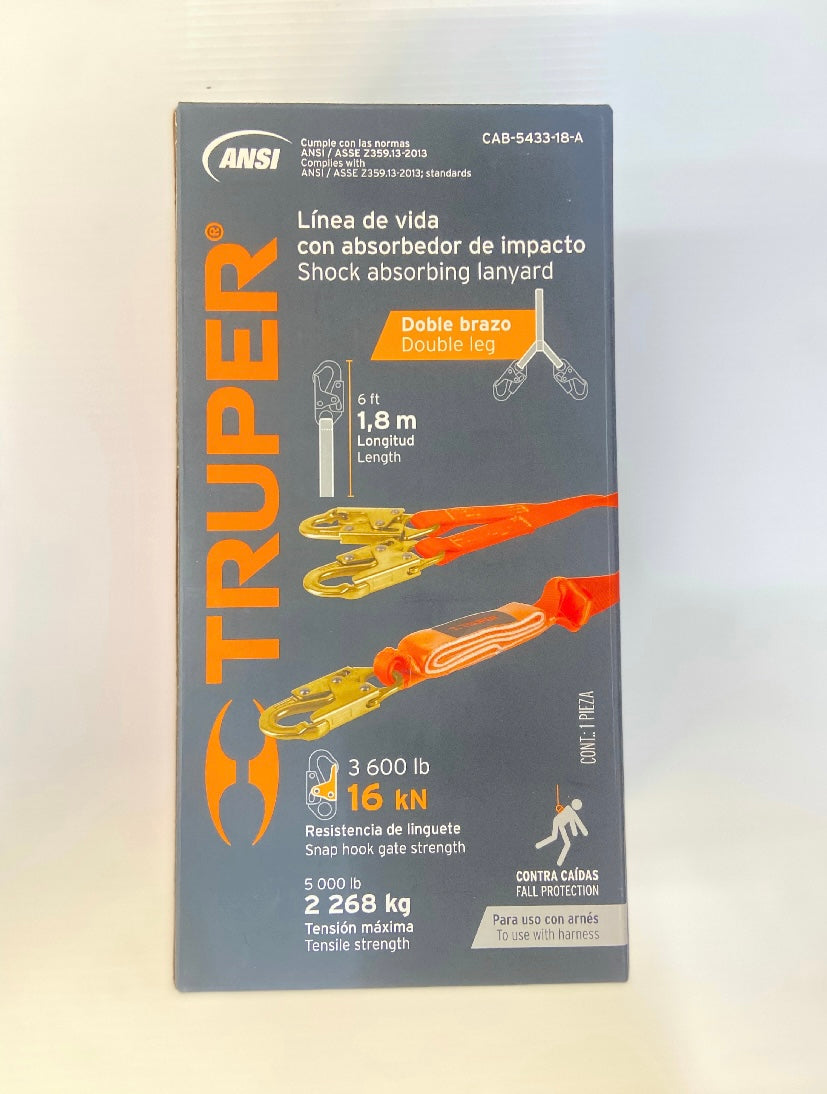 ANSI
Cumple con las normas
ANSI / ASSE Z359.13-2013
Complies with
ANSI / ASSE Z359.13-2013; standards
CAB-5433-18-A
TRUPER®
Línea de vida
con absorbedor de impacto
Shock absorbing lanyard
Doble brazo
Double leg
6 ft
1,8 m
Longitud
Length
CONT.: 1 PIEZA
3 600 lb
16 kN
Resistencia de linguete
Snap hook gate strength
5 000 lb
2 268 kg
Tensión máxima
Tensile strength
CONTRA CAÍDAS
FALL PROTECTION
Para uso con arnés
To use with harness